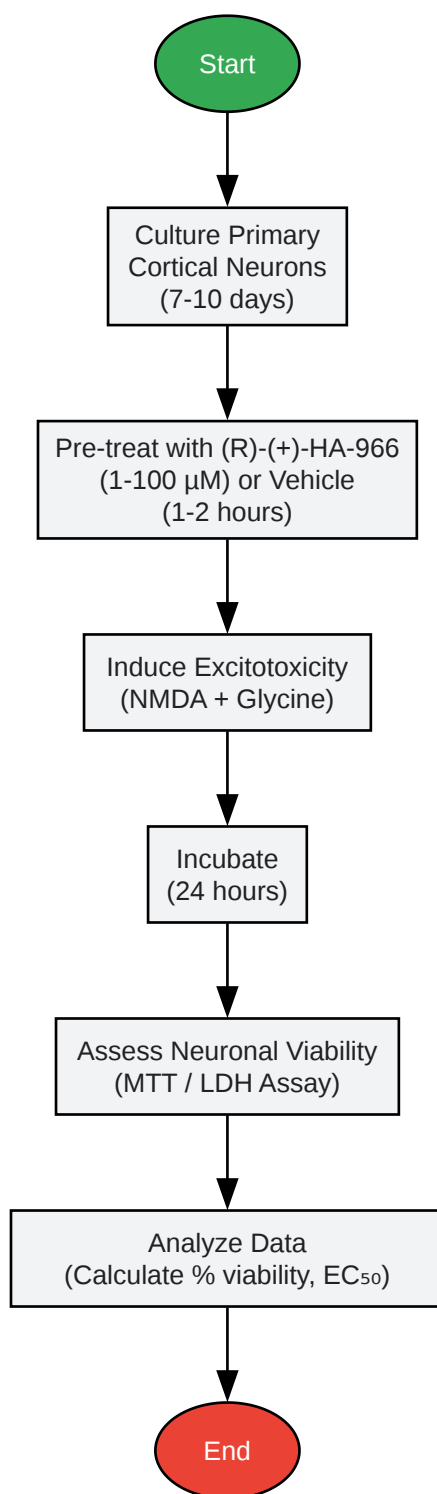 Start
Culture Primary
Cortical Neurons
(7-10 days)
Pre-treat with (R)-(+)-HA-966
(1-100 µM) or Vehicle
(1-2 hours)
Induce Excitotoxicity
(NMDA + Glycine)
Incubate
(24 hours)
Assess Neuronal Viability
(MTT / LDH Assay)
Analyze Data
(Calculate % viability, EC₅₀)
End